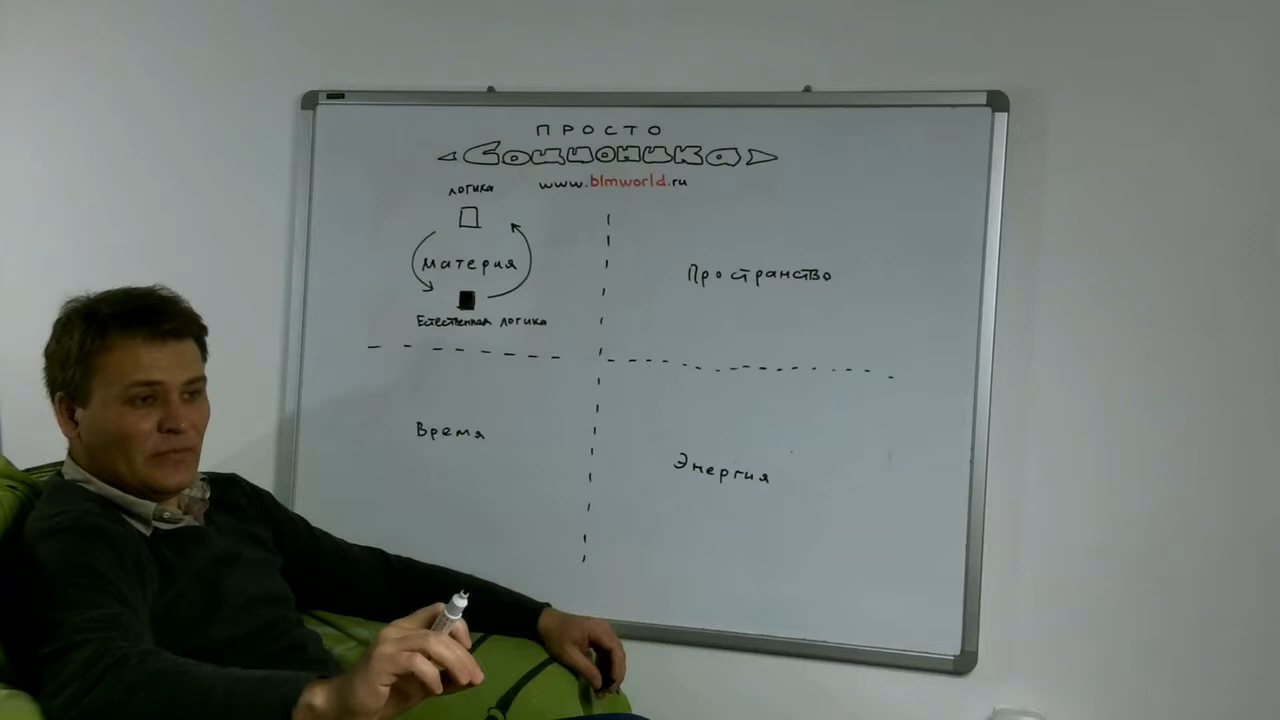 ПРОСТО
Соционика
www.blmworld.ru
логика
Материя
Естественная логика
Пространство
Время
Энергия